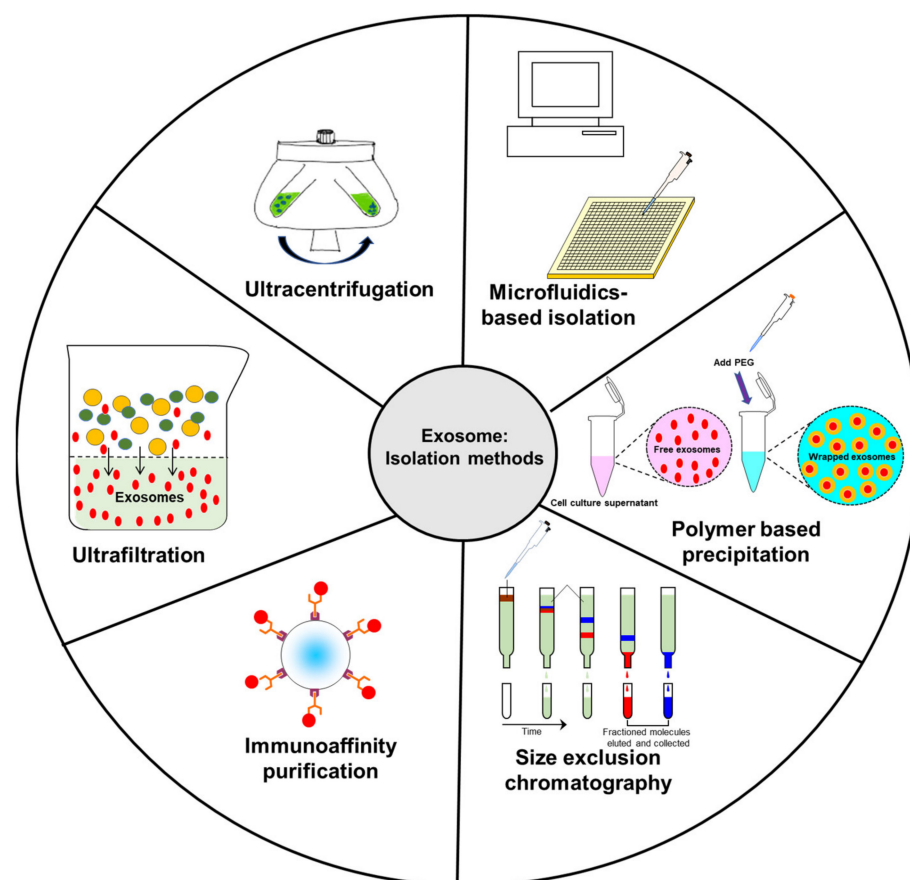 Exosome:
Isolation methods
Ultracentrifugation
Microfluidics-
based isolation
Add PEG
Free exosomes
Wrapped exosomes
Cell culture supernatant
Polymer based
precipitation
Time
Fractioned molecules
eluted and collected
Size exclusion
chromatography
Immunoaffinity
purification
Exosomes
Ultrafiltration